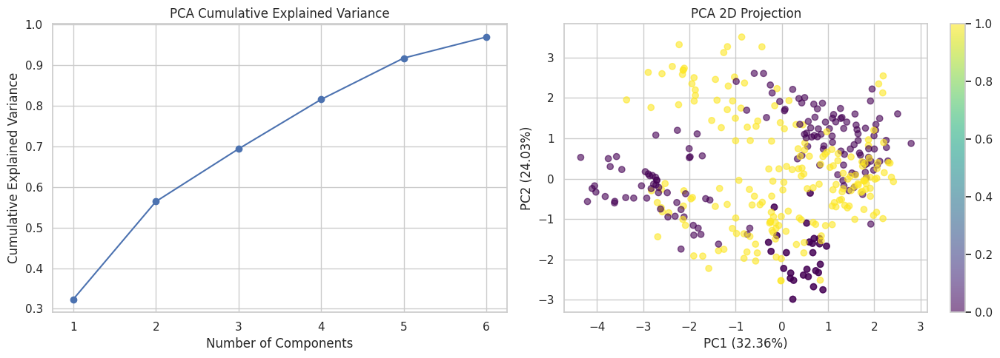 PCA Cumulative Explained Variance
Cumulative Explained Variance
1.0
0.9
0.8
0.7
0.6
0.5
0.4
0.3
1 2 3 4 5 6
Number of Components
PCA 2D Projection
PC2 (24.03%)
3
2
1
0
−1
−2
−3
−4 −3 −2 −1 0 1 2 3
PC1 (32.36%)
1.0
0.8
0.6
0.4
0.2
0.0